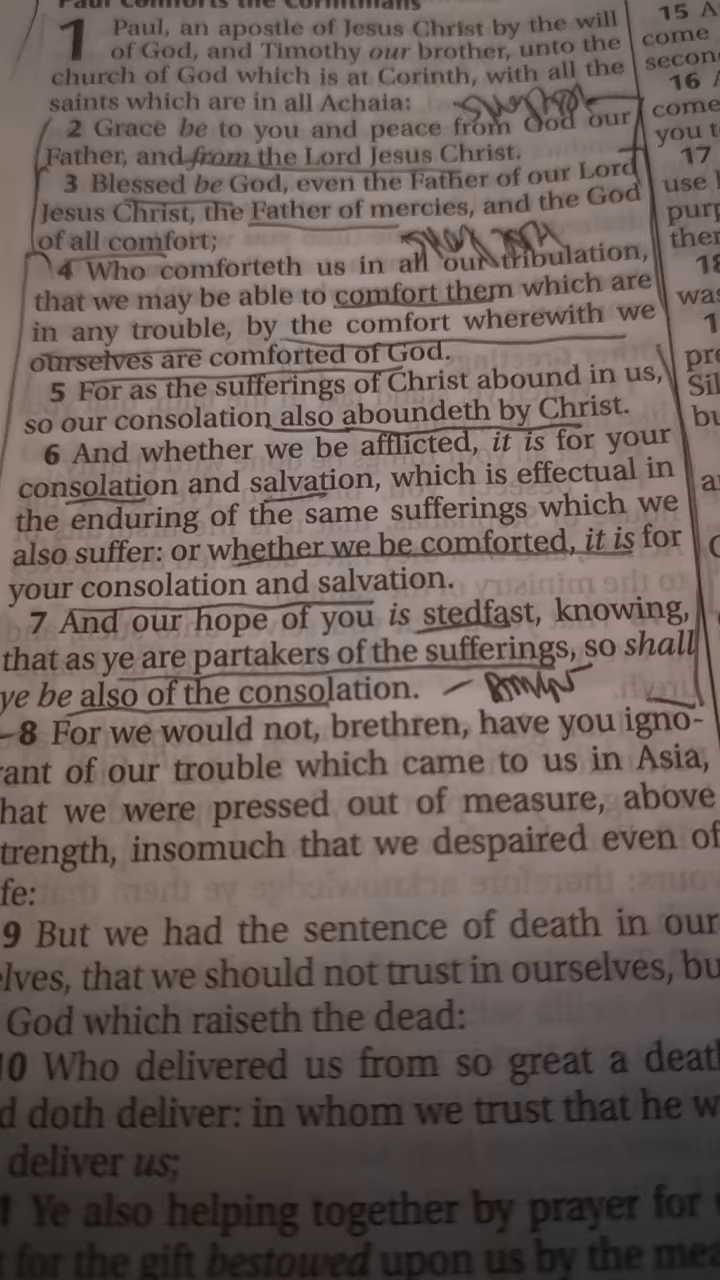 Paul Comforts the Corinthians
1 Paul, an apostle of Jesus Christ by the will
of God, and Timothy our brother, unto the
church of God which is at Corinth, with all the
saints which are in all Achaia:
2 Grace be to you and peace from God our
Father, and from the Lord Jesus Christ.
3 Blessed be God, even the Father of our Lord
Jesus Christ, the Father of mercies, and the God
of all comfort;
4 Who comforteth us in all our tribulation,
that we may be able to comfort them which are
in any trouble, by the comfort wherewith we
ourselves are comforted of God.
5 For as the sufferings of Christ abound in us,
so our consolation also aboundeth by Christ.
6 And whether we be afflicted, it is for your
consolation and salvation, which is effectual in
the enduring of the same sufferings which we
also suffer: or whether we be comforted, it is for
your consolation and salvation.
7 And our hope of you is stedfast, knowing,
that as ye are partakers of the sufferings, so shall
ye be also of the consolation.
8 For we would not, brethren, have you igno-
rant of our trouble which came to us in Asia,
hat we were pressed out of measure, above
trength, insomuch that we despaired even of
fe:
9 But we had the sentence of death in our
elves, that we should not trust in ourselves, bu
God which raiseth the dead:
10 Who delivered us from so great a deat
d doth deliver: in whom we trust that he w
deliver us;
1 Ye also helping together by prayer for
for the gift bestowed upon us by the mea
15 A
come
secon
16
come
you t
17
use
purp
ther
18
was
1
pre
Sil
bu
a